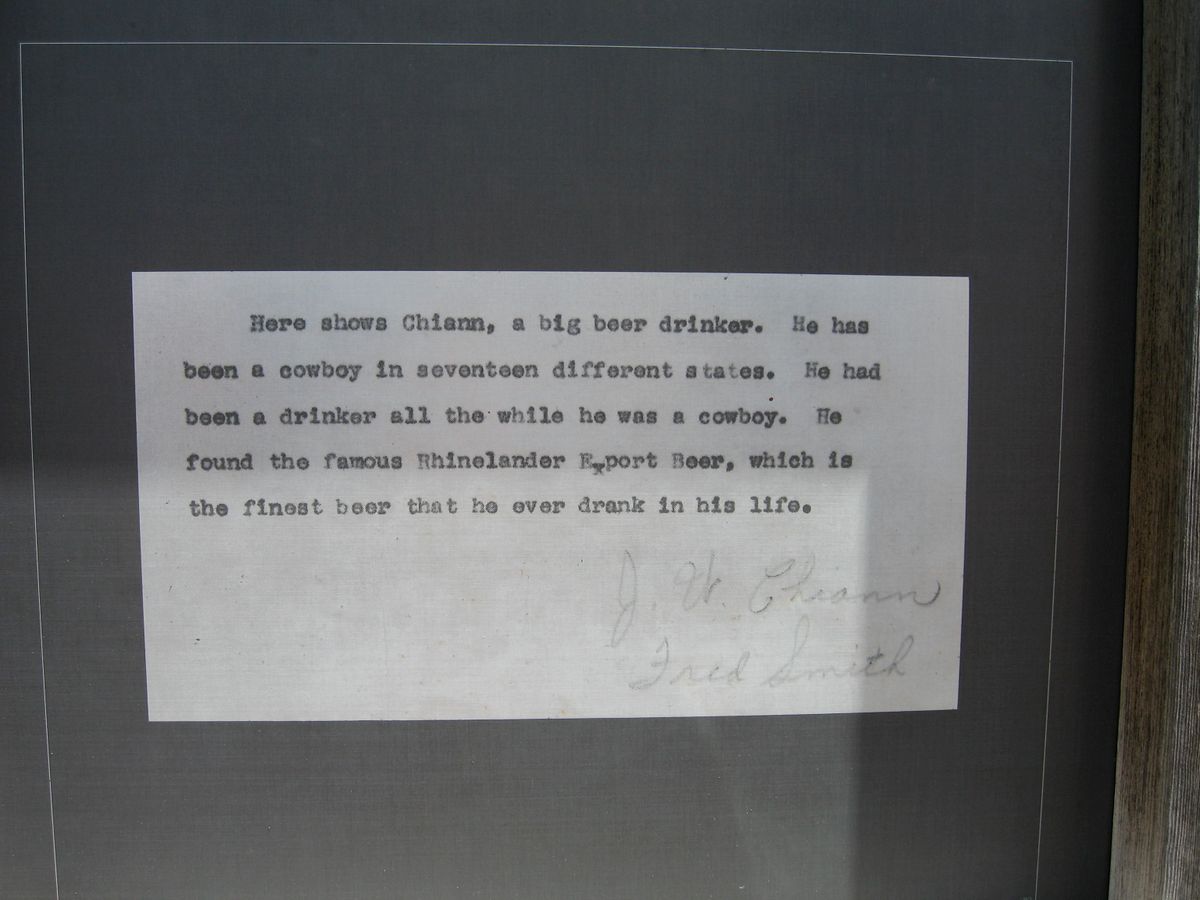 Here shows Chiann, a big beer drinker. He has
been a cowboy in seventeen different states. He had
been a drinker all the while he was a cowboy. He
found the famous Rhinelander Export Beer, which is
the finest beer that he ever drank in his life.
J. W. Chiann
Fred Smith